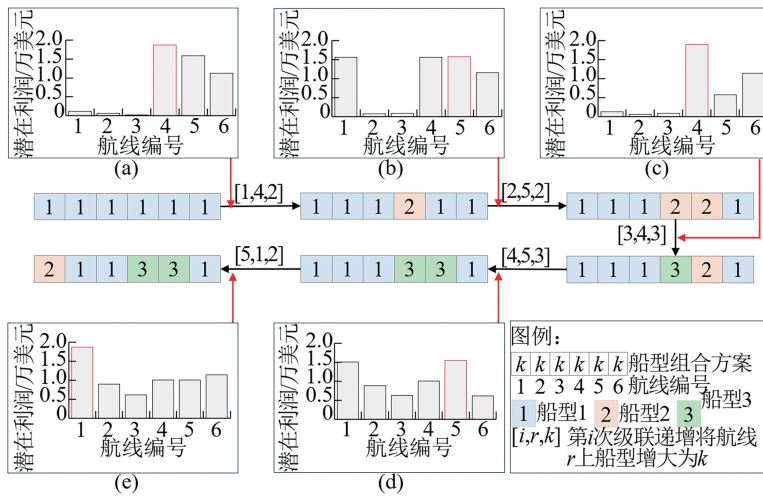 潜在利润/万美元
2.0
1.5
1.0
0.5
0
1 2 3 4 5 6
航线编号
(a)
潜在利润/万美元
2.0
1.5
1.0
0.5
0
1 2 3 4 5 6
航线编号
(b)
潜在利润/万美元
2.0
1.5
1.0
0.5
0
1 2 3 4 5 6
航线编号
(c)
1 1 1 1 1 1
[1,4,2]
1 1 1 2 1 1
[2,5,2]
1 1 1 2 2 1
[3,4,3]
2 1 1 3 3 1
[5,1,2]
1 1 1 3 3 1
[4,5,3]
1 1 1 3 2 1
潜在利润/万美元
2.0
1.5
1.0
0.5
0
1 2 3 4 5 6
航线编号
(e)
潜在利润/万美元
2.0
1.5
1.0
0.5
0
1 2 3 4 5 6
航线编号
(d)
图例：
k k k k k k 船型组合方案
1 2 3 4 5 6 航线编号
1 船型1 2 船型2 3 船型3
[i,r,k] 第i次级联递增将航线
r上船型增大为k